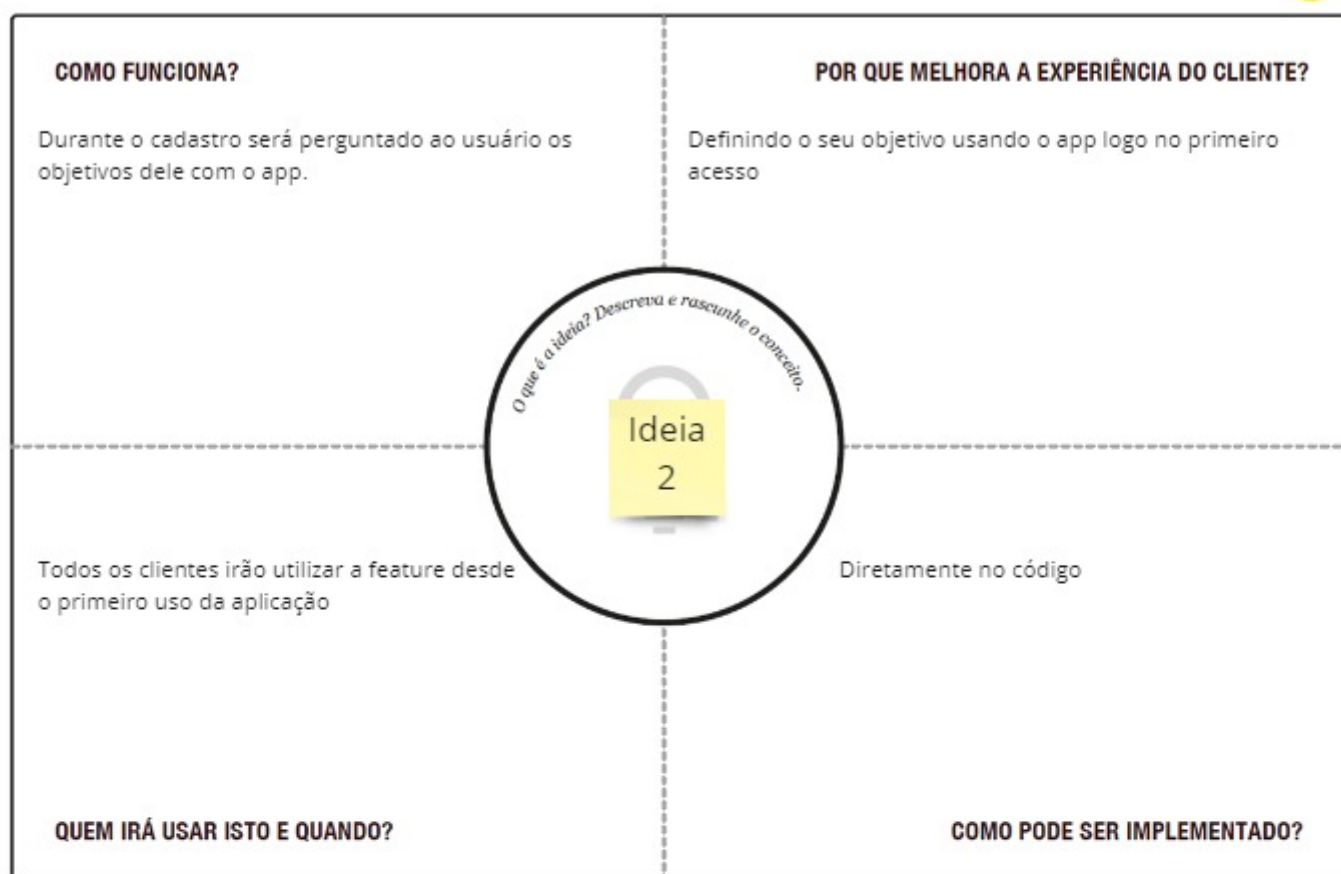 COMO FUNCIONA?
Durante o cadastro será perguntado ao usuário os
objetivos dele com o app.
POR QUE MELHORA A EXPERIÊNCIA DO CLIENTE?
Definindo o seu objetivo usando o app logo no primeiro
acesso
O que é a ideia? Descreva e rascunhe o conceito.
Ideia
2
Todos os clientes irão utilizar a feature desde
o primeiro uso da aplicação
QUEM IRÁ USAR ISTO E QUANDO?
Diretamente no código
COMO PODE SER IMPLEMENTADO?